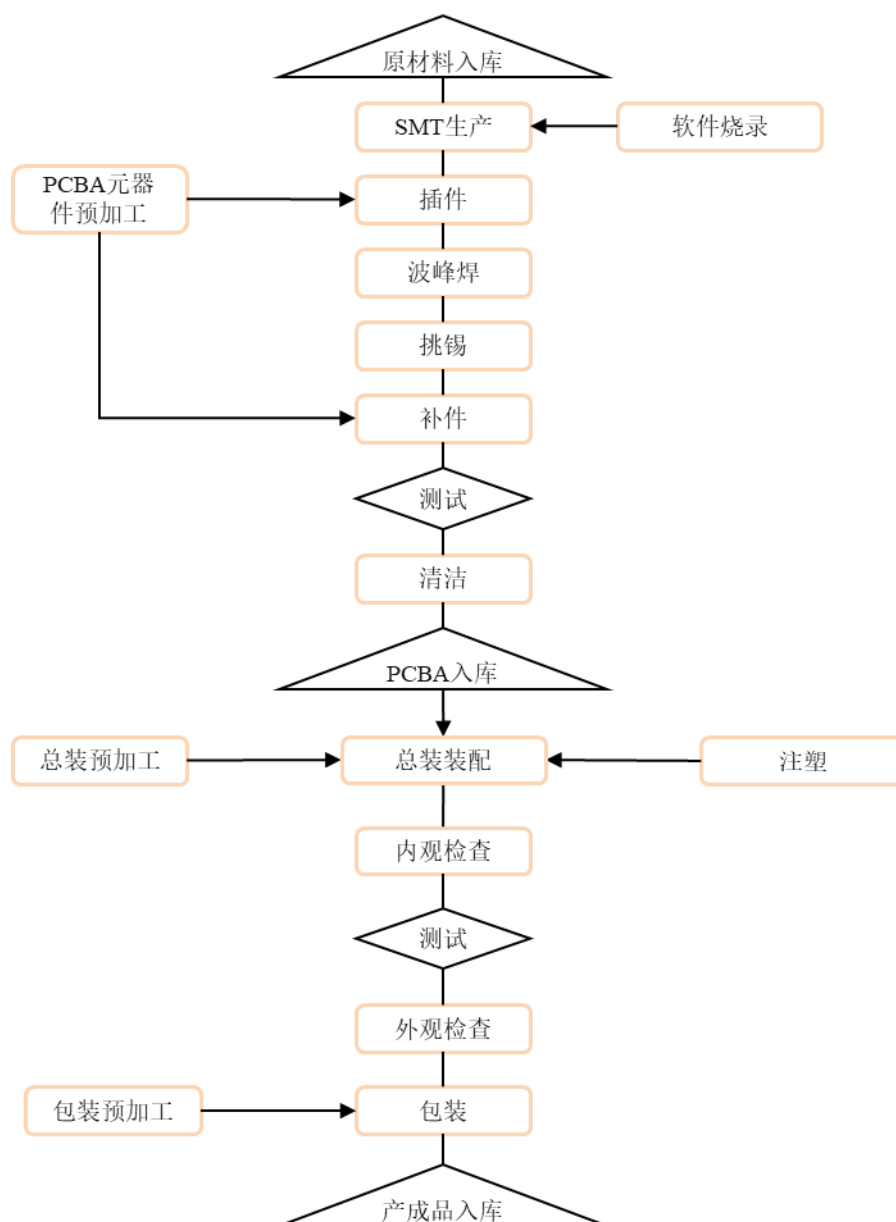 原材料入库
SMT生产
软件烧录
PCBA元器
件预加工
插件
波峰焊
挑锡
补件
测试
清洁
PCBA入库
总装预加工
总装装配
注塑
内观检查
测试
外观检查
包装预加工
包装
产成品入库